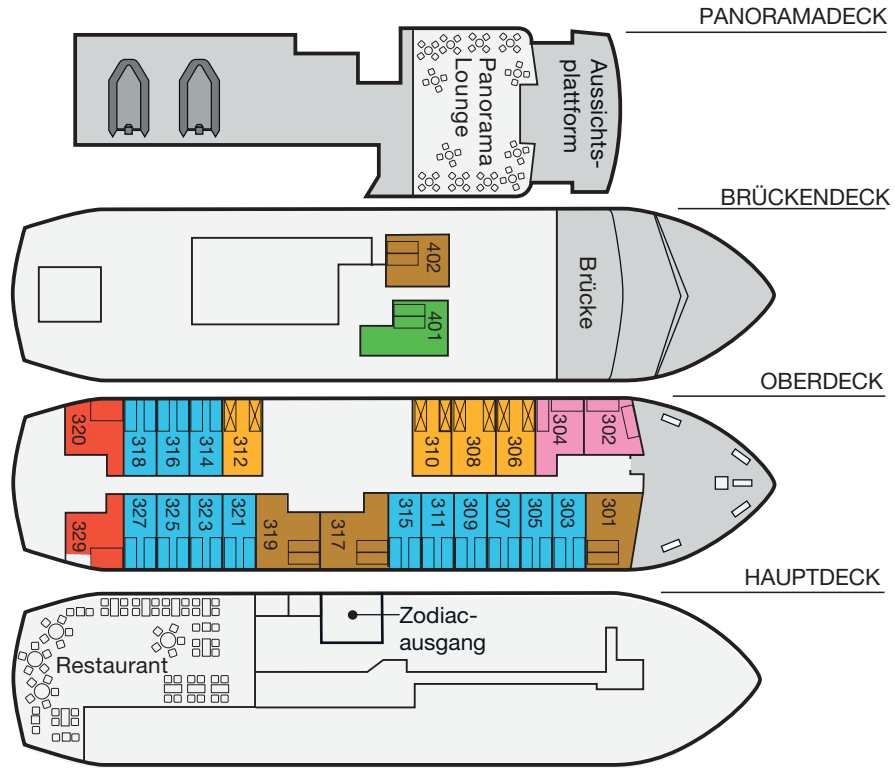 PANORAMADECK
Panorama
Lounge
Aussichts-
plattform
BRÜCKENDECK
402
401
Brücke
OBERDECK
320
318
316
314
312
310
308
306
304
302
329
327
325
323
321
319
317
315
311
309
307
305
303
301
HAUPTDECK
Zodiac-
ausgang
Restaurant